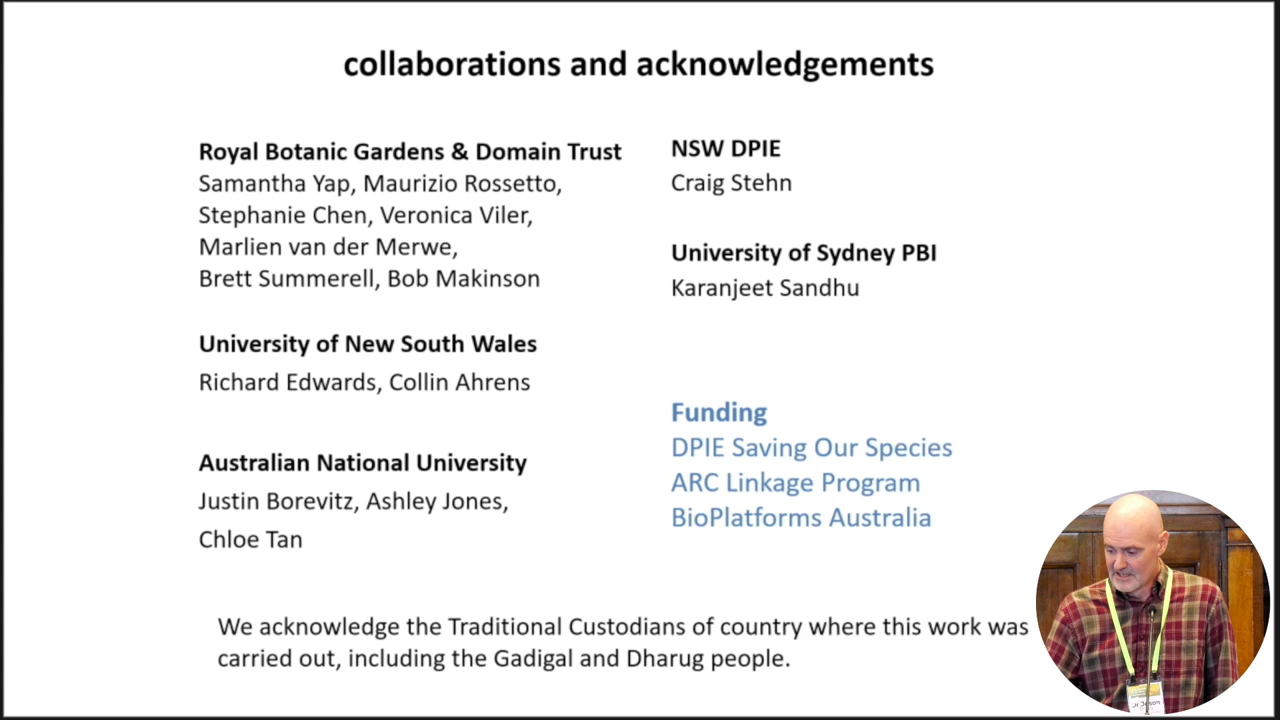 collaborations and acknowledgements
Royal Botanic Gardens & Domain Trust
Samantha Yap, Maurizio Rossetto,
Stephanie Chen, Veronica Viler,
Marlien van der Merwe,
Brett Summerell, Bob Makinson
University of New South Wales
Richard Edwards, Collin Ahrens
Australian National University
Justin Borevitz, Ashley Jones,
Chloe Tan
NSW DPIE
Craig Stehn
University of Sydney PBI
Karanjeet Sandhu
Funding
DPIE Saving Our Species
ARC Linkage Program
BioPlatforms Australia
We acknowledge the Traditional Custodians of country where this work was
carried out, including the Gadigal and Dharug people.